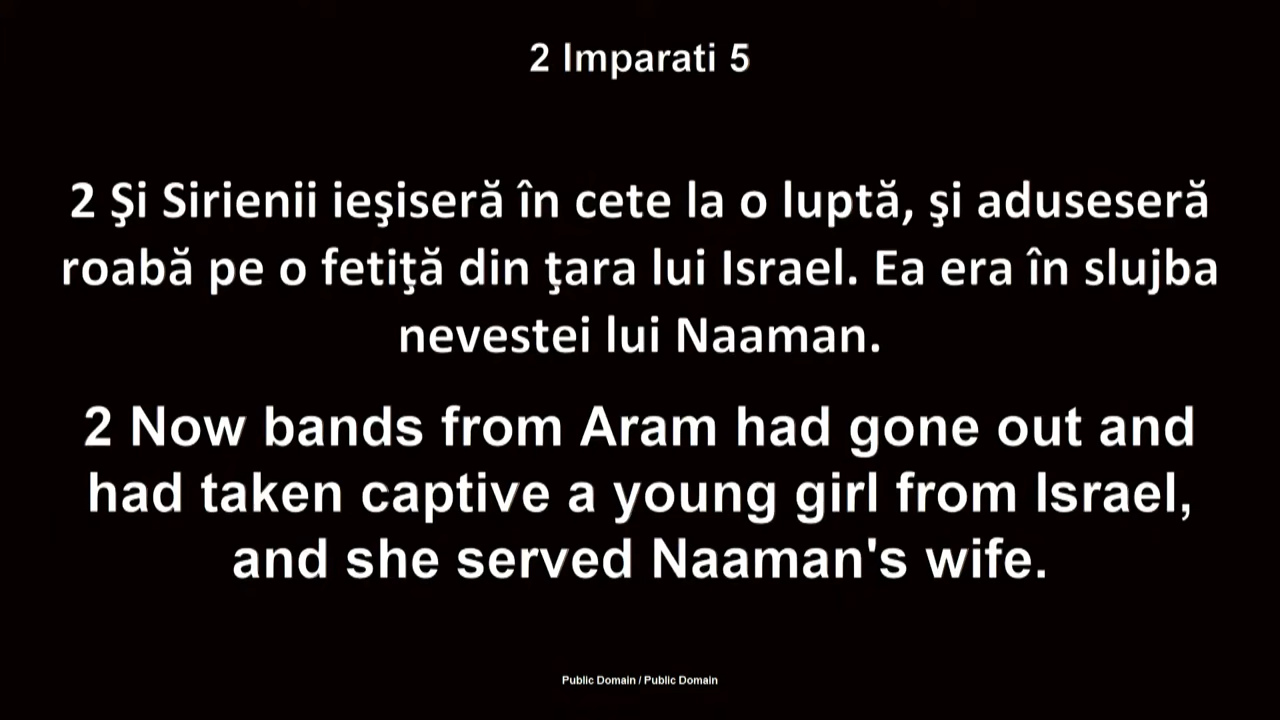 2 Imparati 5
2 Şi Sirienii ieşiseră în cete la o luptă, şi aduseseră
roabă pe o fetiţă din ţara lui Israel. Ea era în slujba
nevestei lui Naaman.
2 Now bands from Aram had gone out and
had taken captive a young girl from Israel,
and she served Naaman's wife.
Public Domain / Public Domain